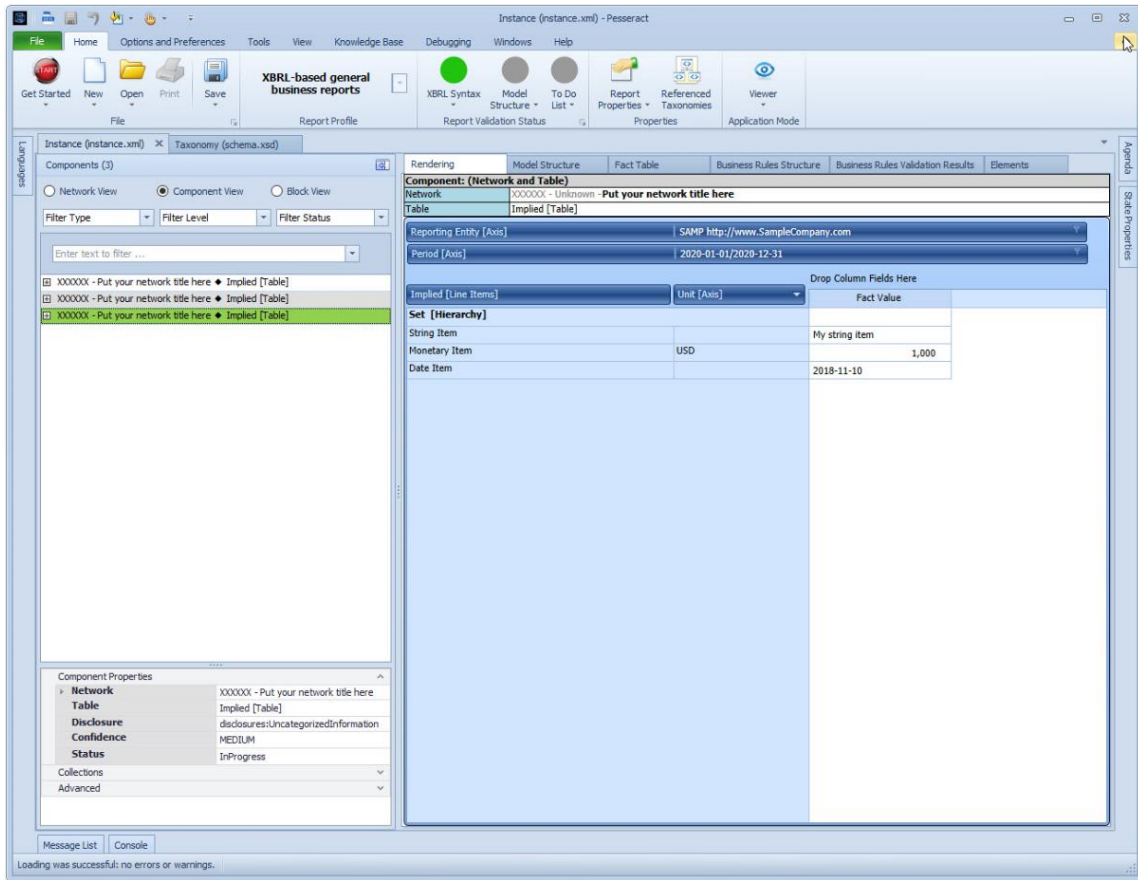 Instance (instance.xml) - Pesseract
File Home Options and Preferences Tools View Knowledge Base Debugging Windows Help
START
Get Started New Open Print Save
File
XBRL-based general
business reports
Report Profile
XBRL Syntax Model Structure To Do List
Report Validation Status
Report Properties Referenced Taxonomies
Properties
Viewer
Application Mode
Languages
Instance (instance.xml) Taxonomy (schema.xsd)
Components (3)
Network View Component View Block View
Filter Type Filter Level Filter Status
Enter text to filter ...
XXXXXX - Put your network title here ◆ Implied [Table]
XXXXXX - Put your network title here ◆ Implied [Table]
XXXXXX - Put your network title here ◆ Implied [Table]
Component Properties
Network XXXXXX - Put your network title here
Table Implied [Table]
Disclosure disclosures:UncategorizedInformation
Confidence MEDIUM
Status InProgress
Collections
Advanced
Rendering Model Structure Fact Table Business Rules Structure Business Rules Validation Results Elements
Component: (Network and Table)
Network XXXXXX - Unknown -Put your network title here
Table Implied [Table]
Reporting Entity [Axis] SAMP http://www.SampleCompany.com
Period [Axis] 2020-01-01/2020-12-31
Drop Column Fields Here
Implied [Line Items] Unit [Axis] Fact Value
Set [Hierarchy]
String Item My string item
Monetary Item USD 1,000
Date Item 2018-11-10
Agenda
State Properties
Message List Console
Loading was successful: no errors or warnings.